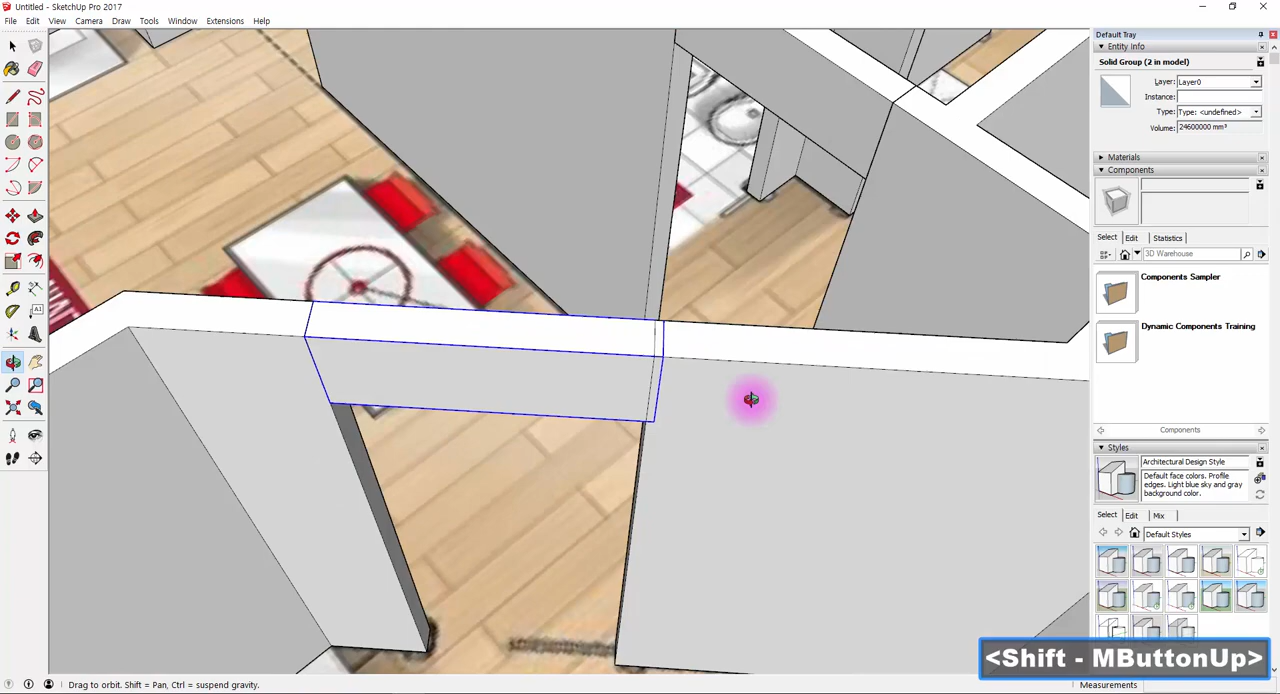 Untitled - SketchUp Pro 2017
File Edit View Camera Draw Tools Window Extensions Help
Default Tray
Entity Info
Solid Group (2 in model)
Layer: Layer0
Instance:
Type: Type: <undefined>
Volume: 24600000 mm³
Materials
Components
Select Edit Statistics
3D Warehouse
Components Sampler
Dynamic Components Training
Components
Styles
Architectural Design Style
Default face colors. Profile edges. Light blue sky and gray background color.
Select Edit Mix
Default Styles
<Shift - MButtonUp>
Drag to orbit. Shift = Pan, Ctrl = suspend gravity.
Measurements